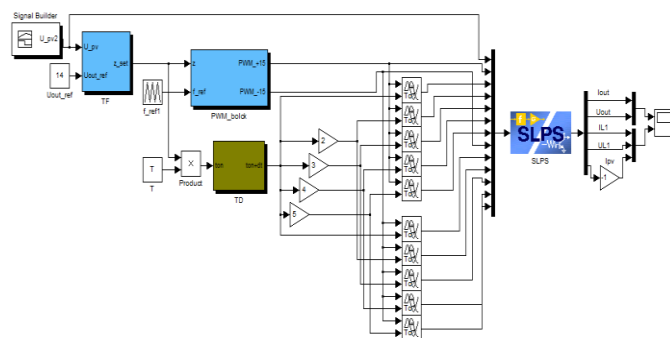 Signal Builder
U_pv2
U_pv
z_set
14
Uout_ref
Uout_ref
TF
z
PWM_+15
f_ref
PWM_-15
f_ref1
PWM_bolck
T
T
×
Product
ton
ton+dt
TD
2
3
4
5
SLPS
SLPS
Iout
Uout
IL1
UL1
Ipv
-1